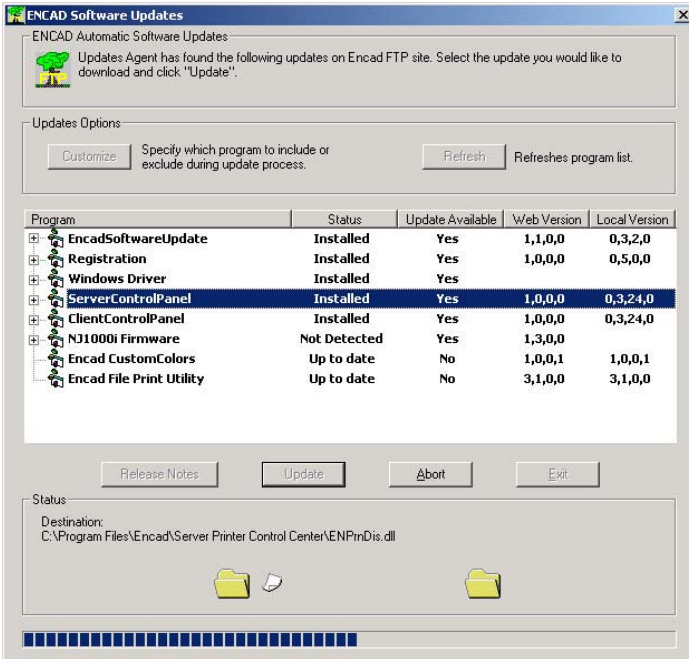 ENCAD Software Updates
ENCAD Automatic Software Updates
FTP
Updates Agent has found the following updates on Encad FTP site. Select the update you would like to
download and click "Update".
Updates Options
Customize
Specify which program to include or
exclude during update process.
Refresh
Refreshes program list.
Program Status Update Available Web Version Local Version
EncadSoftwareUpdate Installed Yes 1,1,0,0 0,3,2,0
Registration Installed Yes 1,0,0,0 0,5,0,0
Windows Driver Installed Yes
ServerControlPanel Installed Yes 1,0,0,0 0,3,24,0
ClientControlPanel Installed Yes 1,0,0,0 0,3,24,0
NJ1000i Firmware Not Detected Yes 1,3,0,0
Encad CustomColors Up to date No 1,0,0,1 1,0,0,1
Encad File Print Utility Up to date No 3,1,0,0 3,1,0,0
Release Notes Update Abort Exit
Status
Destination:
C:\Program Files\Encad\Server Printer Control Center\ENPrnDis.dll